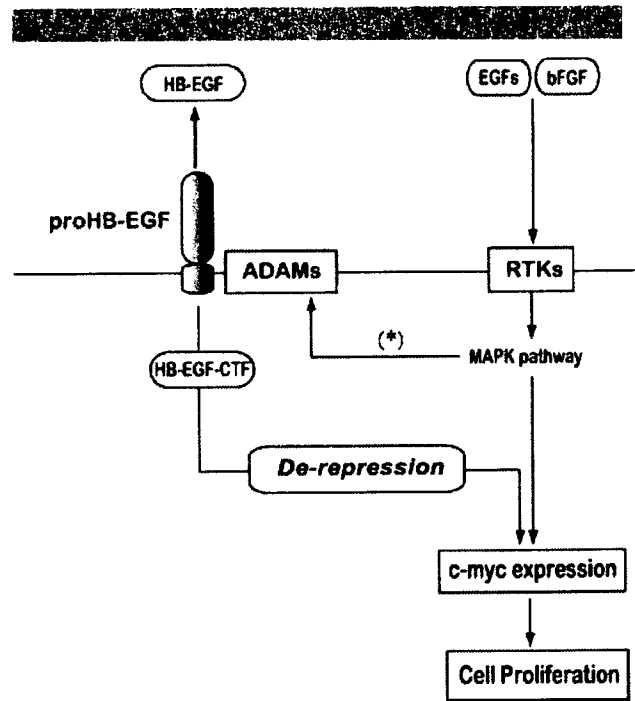 HB-EGF
EGFs
bFGF
proHB-EGF
ADAMs
RTKs
(*)
MAPK pathway
HB-EGF-CTF
De-repression
c-myc expression
Cell Proliferation